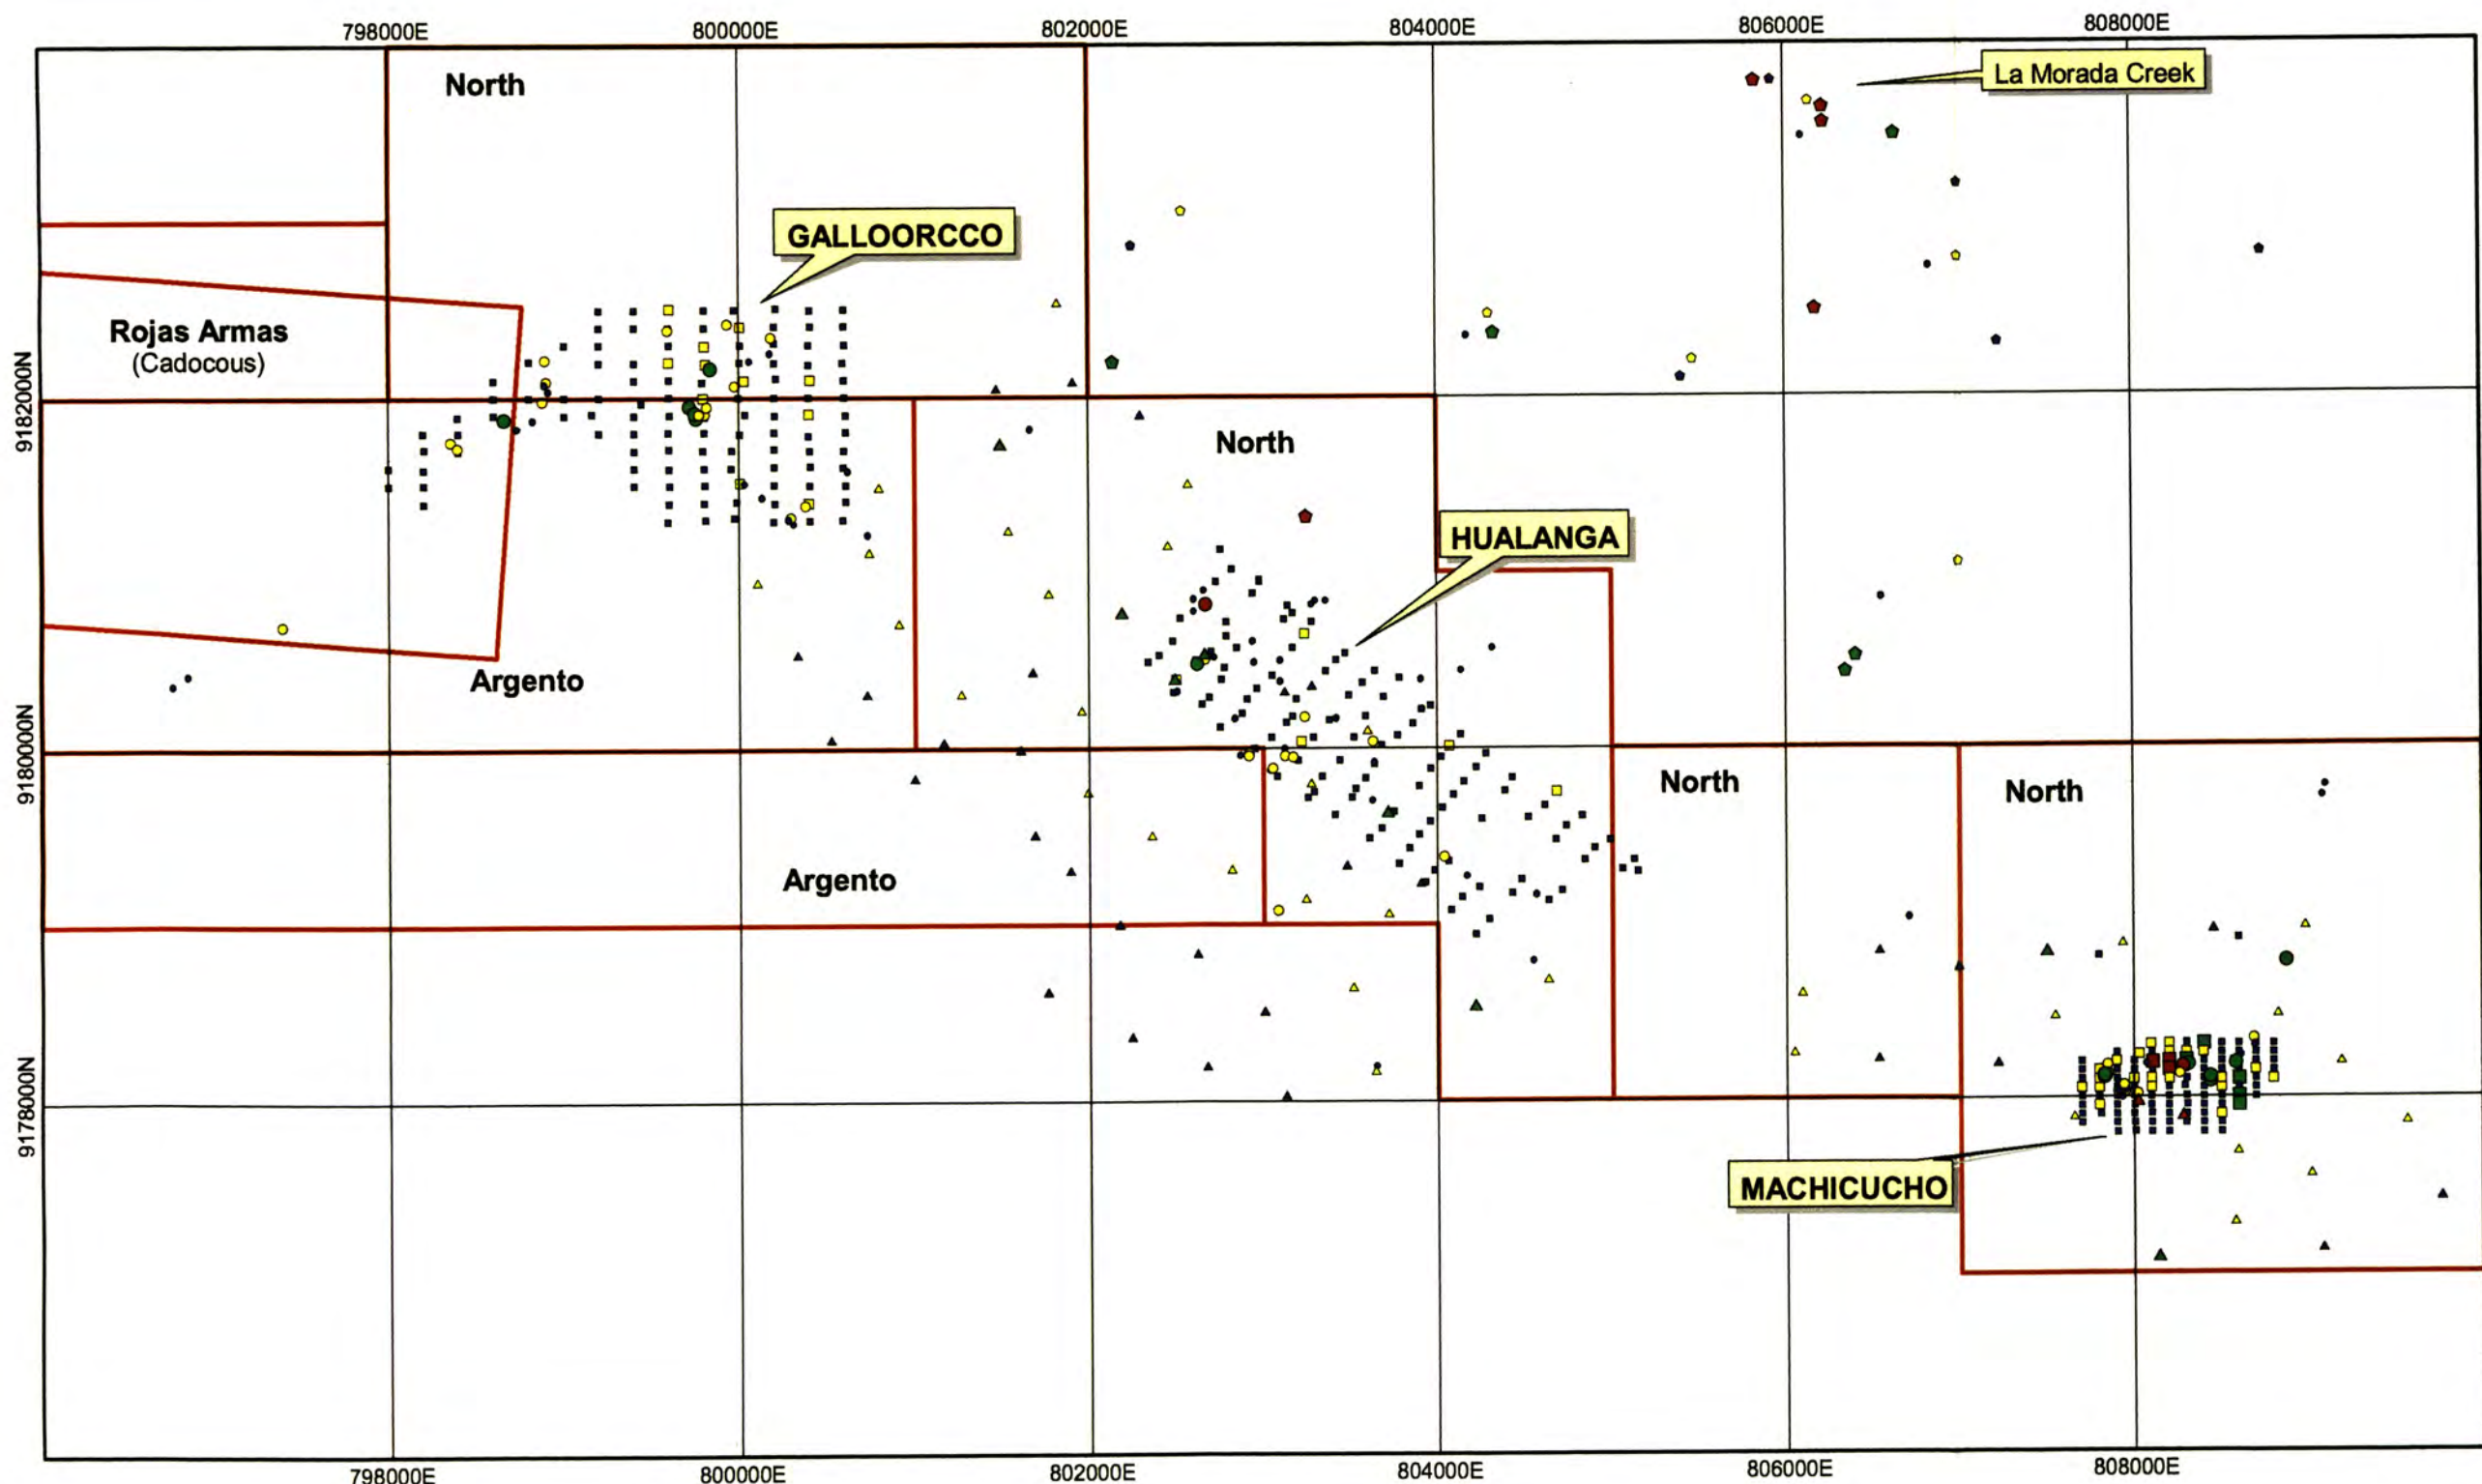 798000E 800000E 802000E 804000E 806000E 808000E
North
La Morada Creek
GALLOORCCO
Rojas Armas
(Cadocous)
9182000N
North
HUALANGA
Argento
9180000N
North
North
Argento
9178000N
MACHICUCHO
798000E 800000E 802000E 804000E 806000E 808000E